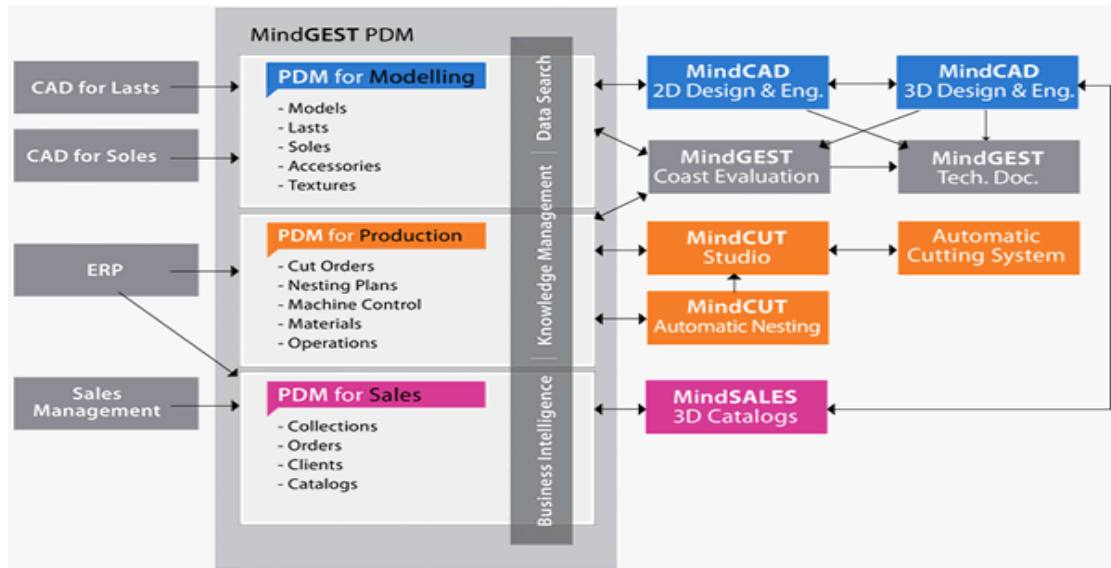 MindGEST PDM
CAD for Lasts
CAD for Soles
ERP
Sales
Management
PDM for Modelling
- Models
- Lasts
- Soles
- Accessories
- Textures
PDM for Production
- Cut Orders
- Nesting Plans
- Machine Control
- Materials
- Operations
PDM for Sales
- Collections
- Orders
- Clients
- Catalogs
Data Search
Knowledge Management
Business Intelligence
MindCAD
2D Design & Eng.
MindCAD
3D Design & Eng.
MindGEST
Coast Evaluation
MindGEST
Tech. Doc.
MindCUT
Studio
Automatic
Cutting System
MindCUT
Automatic Nesting
MindSALES
3D Catalogs